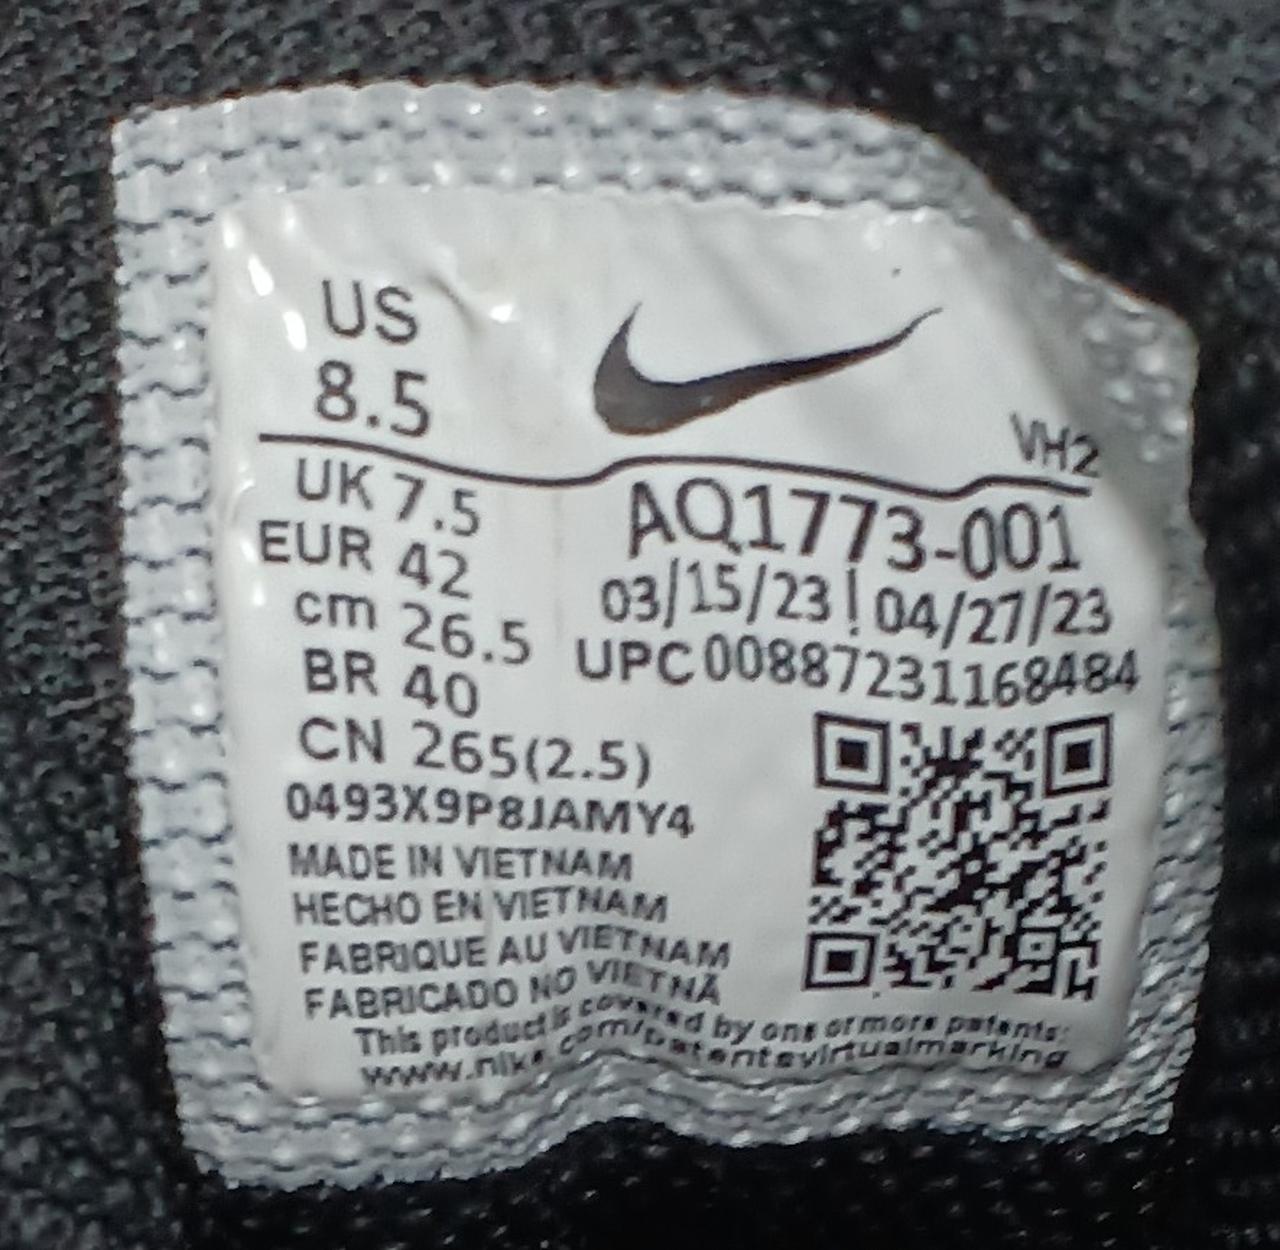 US
8.5
VH2
UK 7.5
EUR 42
cm 26.5
BR 40
CN 265(2.5)
AQ1773-001
03/15/23 | 04/27/23
UPC 00887231168484
0493X9P8JAMY4
MADE IN VIETNAM
HECHO EN VIETNAM
FABRIQUE AU VIETNAM
FABRICADO NO VIETNÃ
This product is covered by one or more patents:
www.nike.com/patentsvirtualmarking